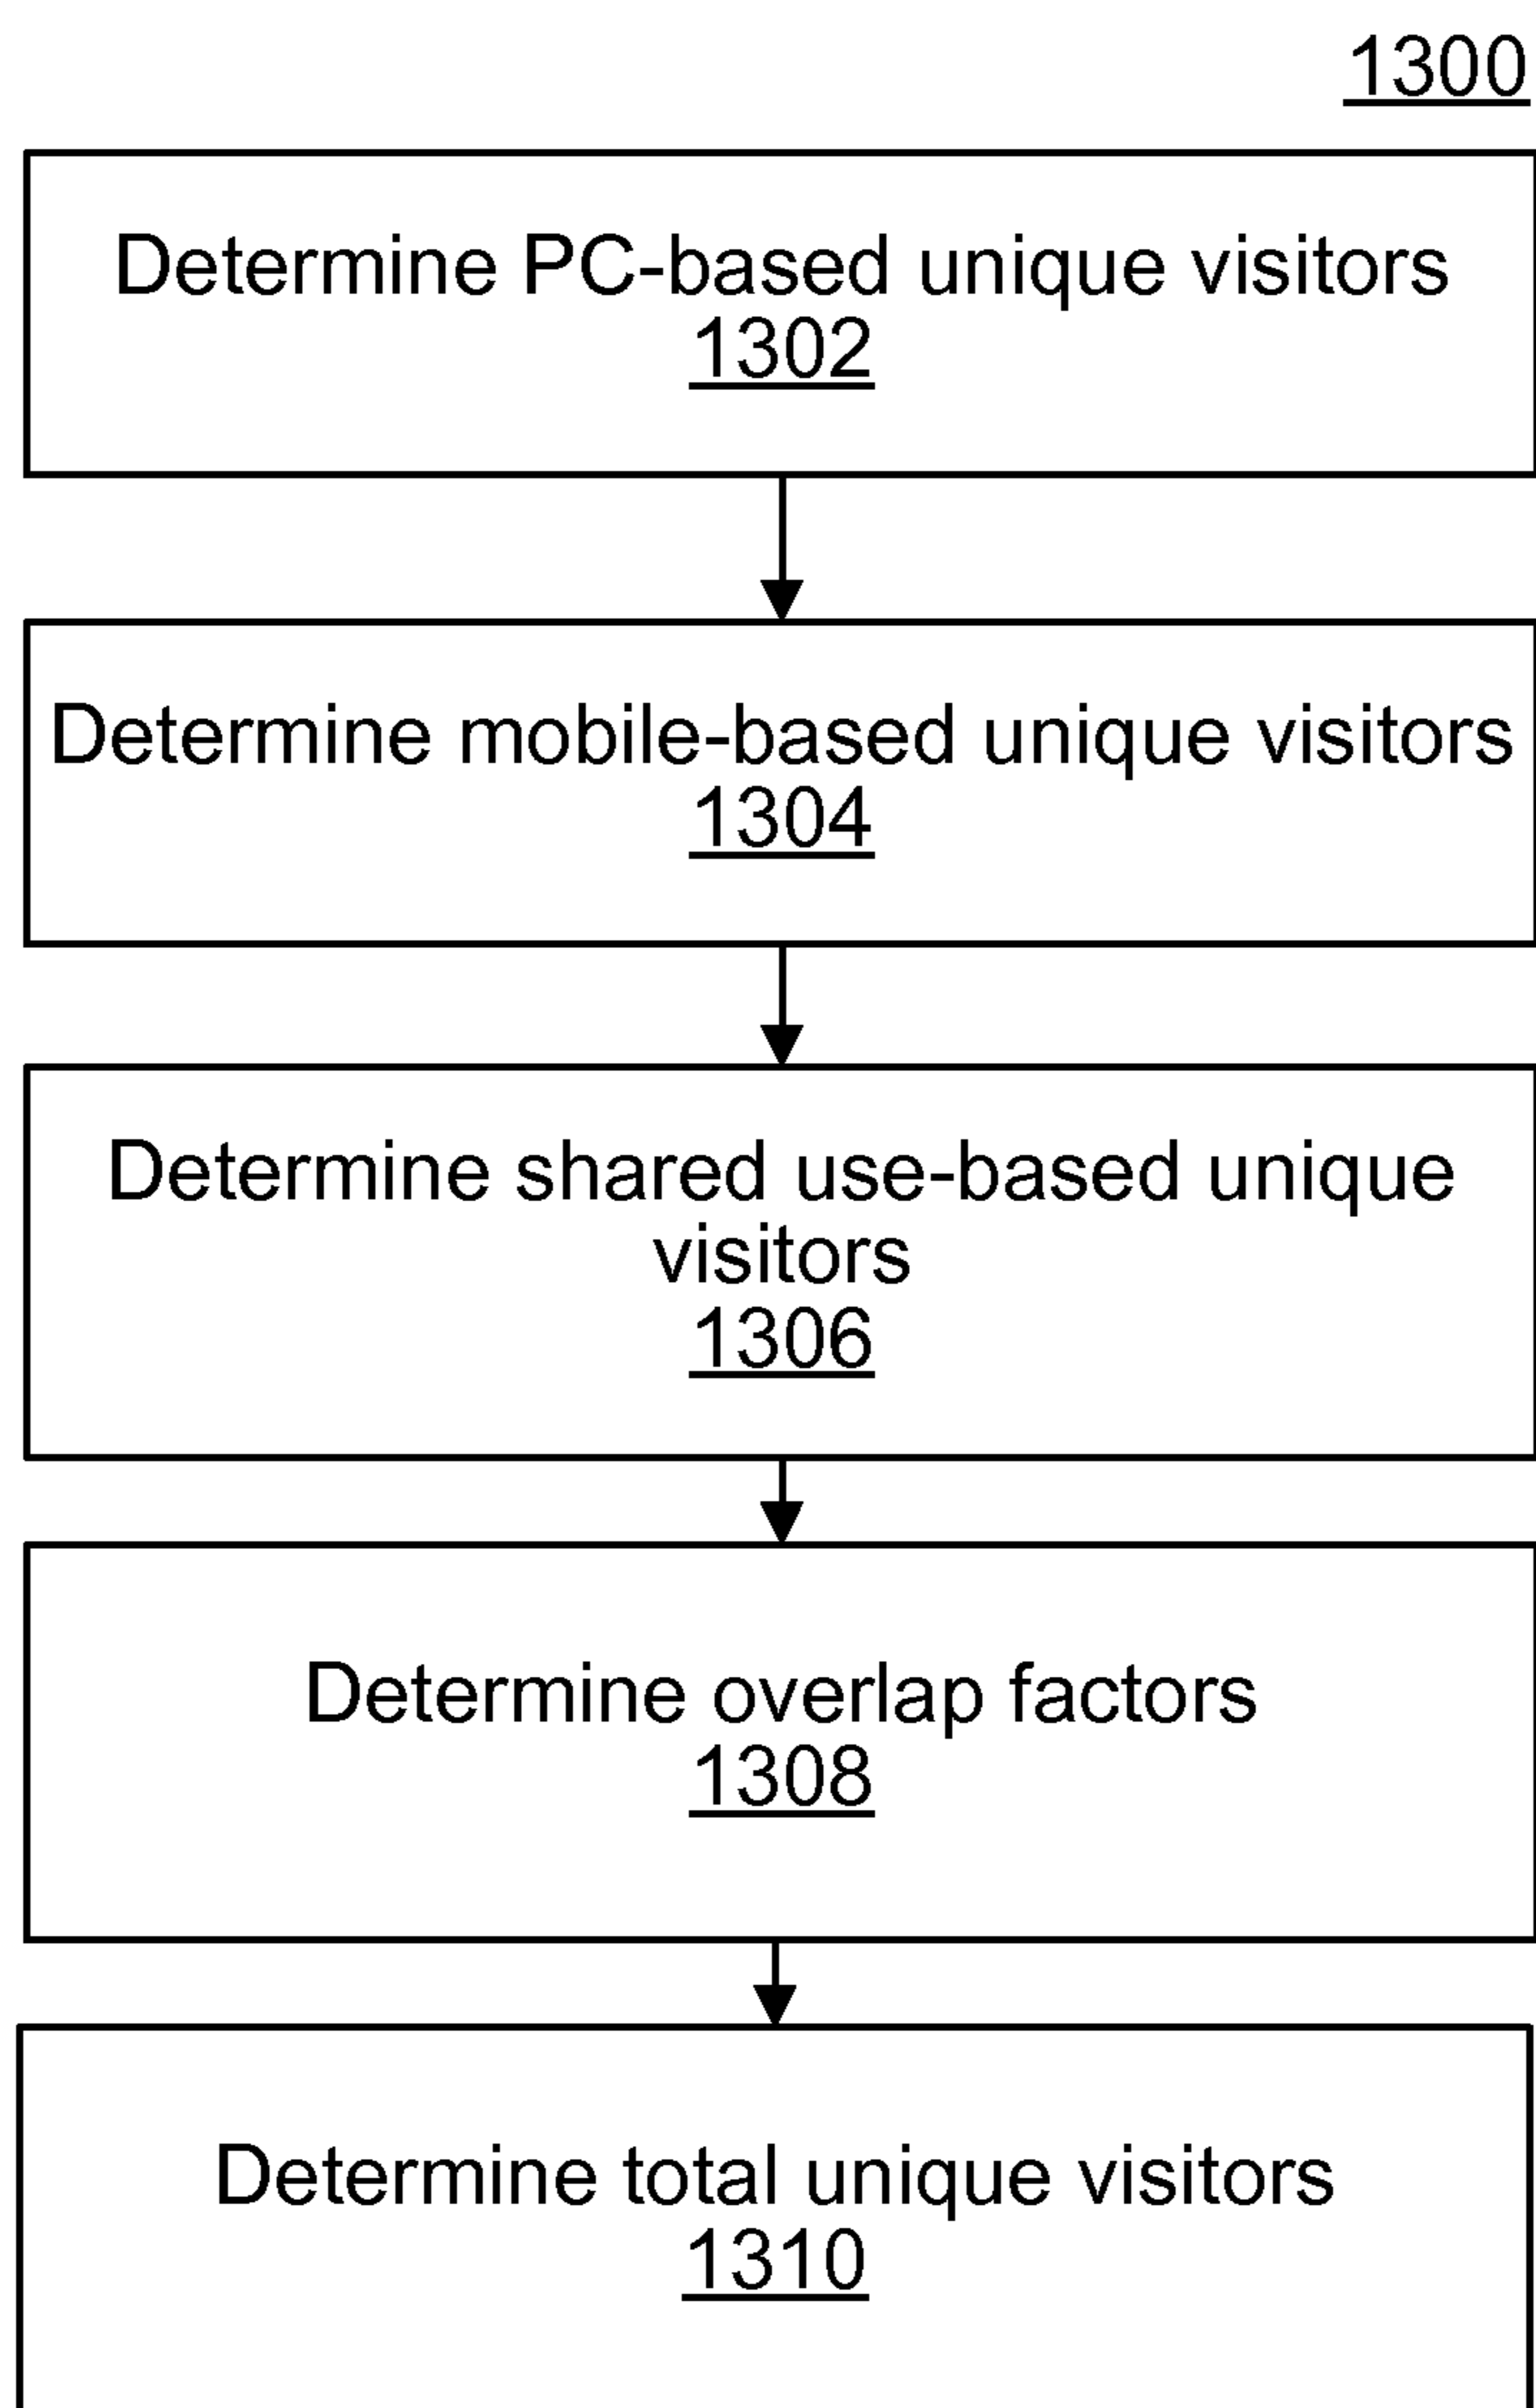 1300
Determine PC-based unique visitors
1302
Determine mobile-based unique visitors
1304
Determine shared use-based unique
visitors
1306
Determine overlap factors
1308
Determine total unique visitors
1310